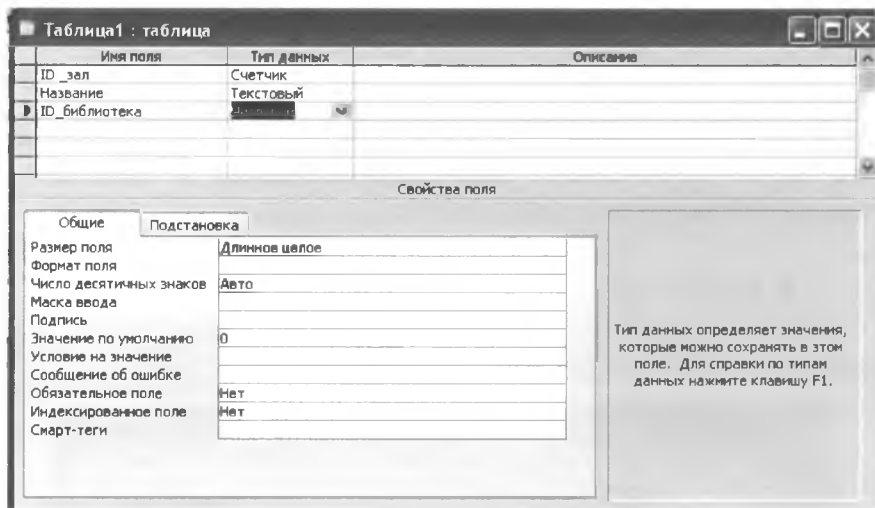 Таблица1 : таблица
Имя поля Тип данных Описание
ID _зал Счетчик
Название Текстовый
ID_библиотека
Свойства поля
Общие Подстановка
Размер поля Длинное целое
Формат поля
Число десятичных знаков Авто
Маска ввода
Подпись
Значение по умолчанию 0
Условие на значение
Сообщение об ошибке
Обязательное поле Нет
Индексированное поле Нет
Смарт-теги
Тип данных определяет значения,
которые можно сохранять в этом
поле. Для справки по типам
данных нажмите клавишу F1.